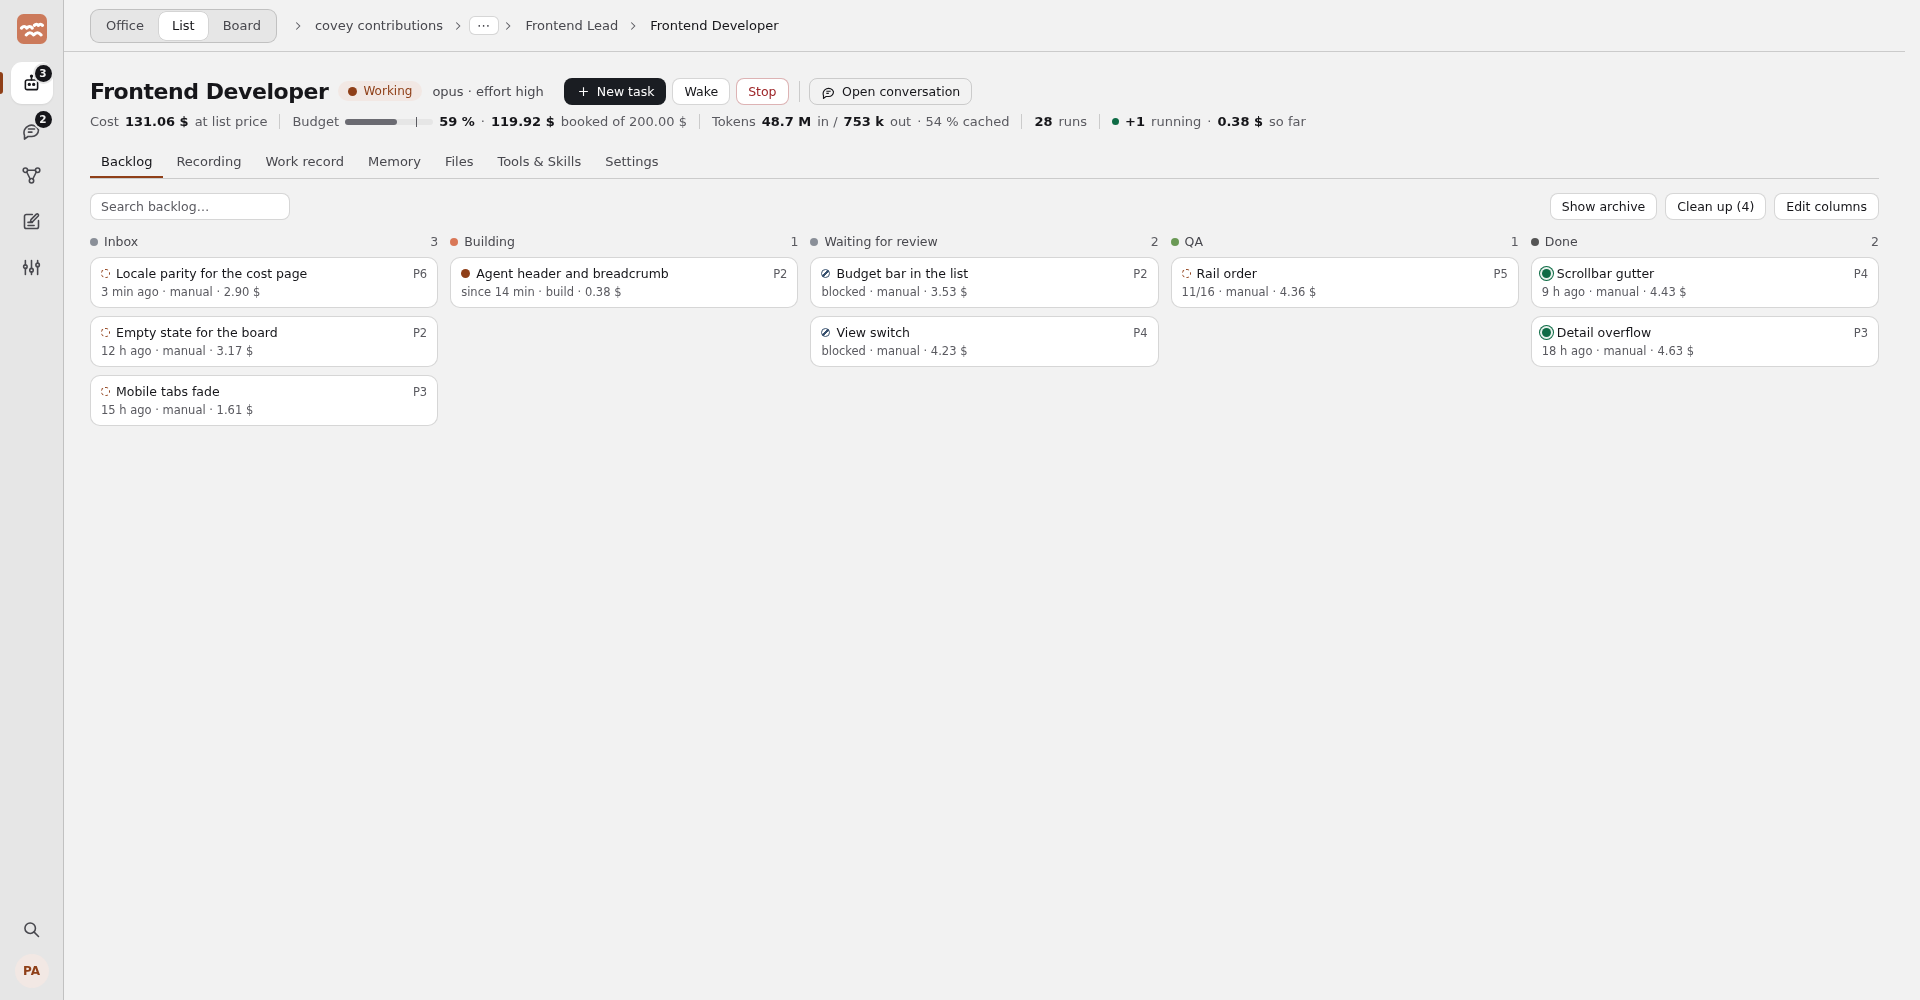 Office List Board covey contributions ... Frontend Lead Frontend Developer
3
2
Frontend Developer Working opus · effort high + New task Wake Stop Open conversation
Cost 131.06 $ at list price Budget 59 % · 119.92 $ booked of 200.00 $ Tokens 48.7 M in / 753 k out · 54 % cached 28 runs +1 running · 0.38 $ so far
Backlog Recording Work record Memory Files Tools & Skills Settings
Search backlog... Show archive Clean up (4) Edit columns
Inbox 3
Locale parity for the cost page P6
3 min ago · manual · 2.90 $
Empty state for the board P2
12 h ago · manual · 3.17 $
Mobile tabs fade P3
15 h ago · manual · 1.61 $
Building 1
Agent header and breadcrumb P2
since 14 min · build · 0.38 $
Waiting for review 2
Budget bar in the list P2
blocked · manual · 3.53 $
View switch P4
blocked · manual · 4.23 $
QA 1
Rail order P5
11/16 · manual · 4.36 $
Done 2
Scrollbar gutter P4
9 h ago · manual · 4.43 $
Detail overflow P3
18 h ago · manual · 4.63 $
PA